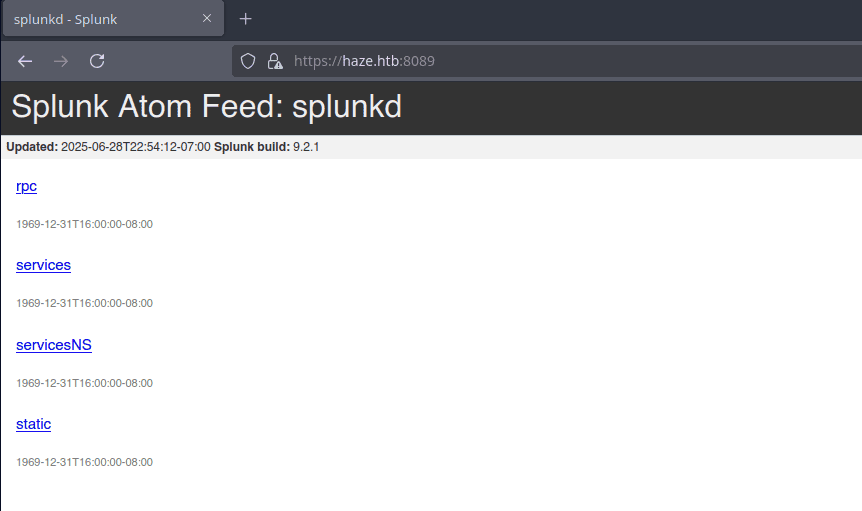 splunkd - Splunk
https://haze.htb:8089
Splunk Atom Feed: splunkd
Updated: 2025-06-28T22:54:12-07:00 Splunk build: 9.2.1
rpc
1969-12-31T16:00:00-08:00
services
1969-12-31T16:00:00-08:00
servicesNS
1969-12-31T16:00:00-08:00
static
1969-12-31T16:00:00-08:00